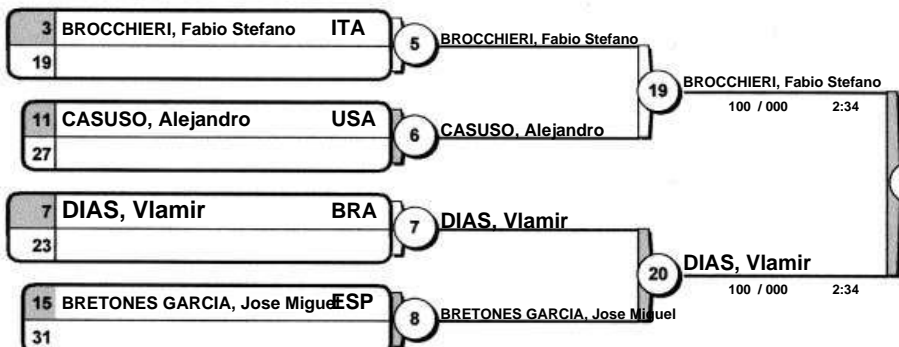 3 BROCCHIERI, Fabio Stefano ITA
19
5
BROCCHIERI, Fabio Stefano
11 CASUSO, Alejandro USA
27
6
CASUSO, Alejandro
19
BROCCHIERI, Fabio Stefano
100 / 000 2:34
7 DIAS, Vlamir BRA
23
7
DIAS, Vlamir
15 BRETONES GARCIA, Jose Miguel ESP
31
8
BRETONES GARCIA, Jose Miguel
20
DIAS, Vlamir
100 / 000 2:34